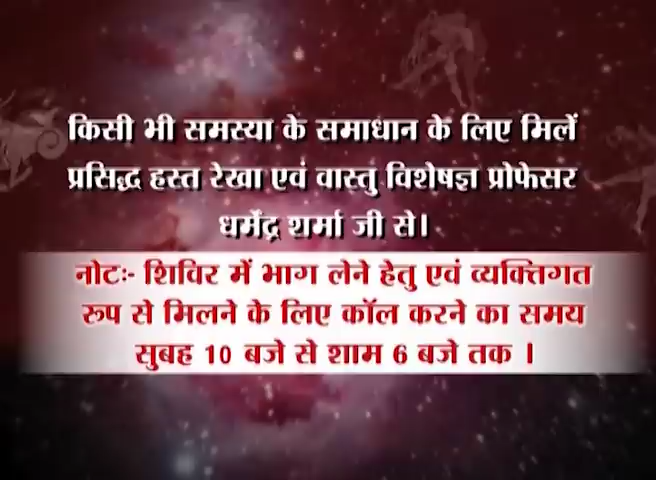 किसी भी समस्या के समाधान के लिए मिलें
प्रसिद्ध हस्त रेखा एवं वास्तु विशेषज्ञ प्रोफेसर
धर्मेंद्र शर्मा जी से।
नोटः- शिविर में भाग लेने हेतु एवं व्यक्तिगत
रूप से मिलने के लिए कॉल करने का समय
सुबह 10 बजे से शाम 6 बजे तक ।